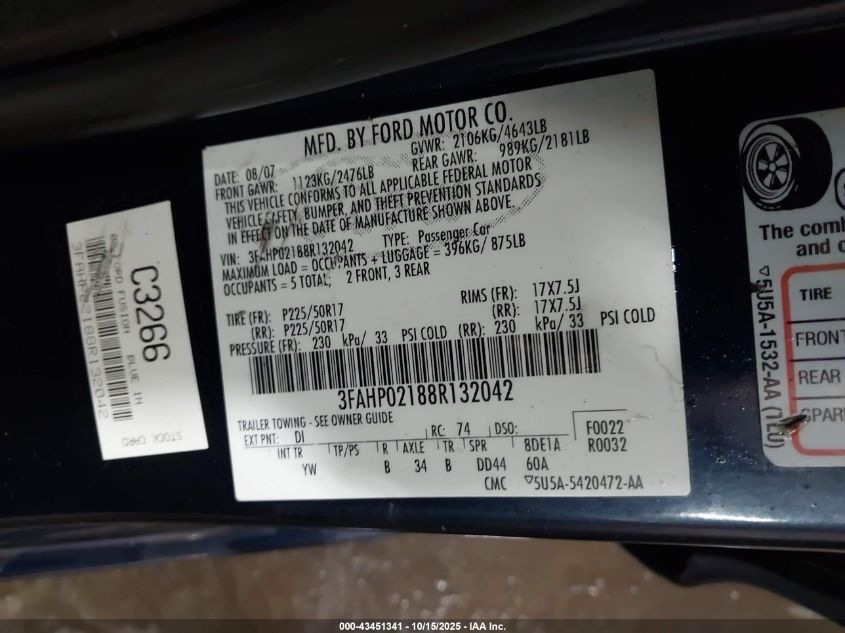 MFD. BY FORD MOTOR CO.
DATE: 08/07 GVWR: 2106KG/4643LB
FRONT GAWR: 1123KG/2476LB REAR GAWR: 989KG/2181LB
THIS VEHICLE CONFORMS TO ALL APPLICABLE FEDERAL MOTOR
VEHICLE SAFETY, BUMPER, AND THEFT PREVENTION STANDARDS
IN EFFECT ON THE DATE OF MANUFACTURE SHOWN ABOVE.
VIN: 3FAHP02188R132042 TYPE: Passenger Car
MAXIMUM LOAD = OCCUPANTS + LUGGAGE = 396KG/ 875LB
OCCUPANTS = 5 TOTAL; 2 FRONT, 3 REAR
TIRE (FR): P225/50R17 RIMS (FR): 17X7.5J
(RR): P225/50R17 (RR): 17X7.5J
PRESSURE (FR): 230 kPa/ 33 PSI COLD (RR): 230 kPa/ 33 PSI COLD
3FAHP02188R132042
TRAILER TOWING - SEE OWNER GUIDE
EXT PNT: DI RC: 74 DSO: F0022
INT TR TP/PS R AXLE TR SPR 8DE1A R0032
YW B 34 B DD44 60A
CMC ▽5U5A-5420472-AA
C3266
FORD FUSION BLUE IN
3FAHP02188R132042
STOCK CARD
The comb
and c
TIRE
FRONT
REAR
SPAR
▽5U5A-1532-AA (TEU)
000-43451341 - 10/15/2025 - IAA Inc.